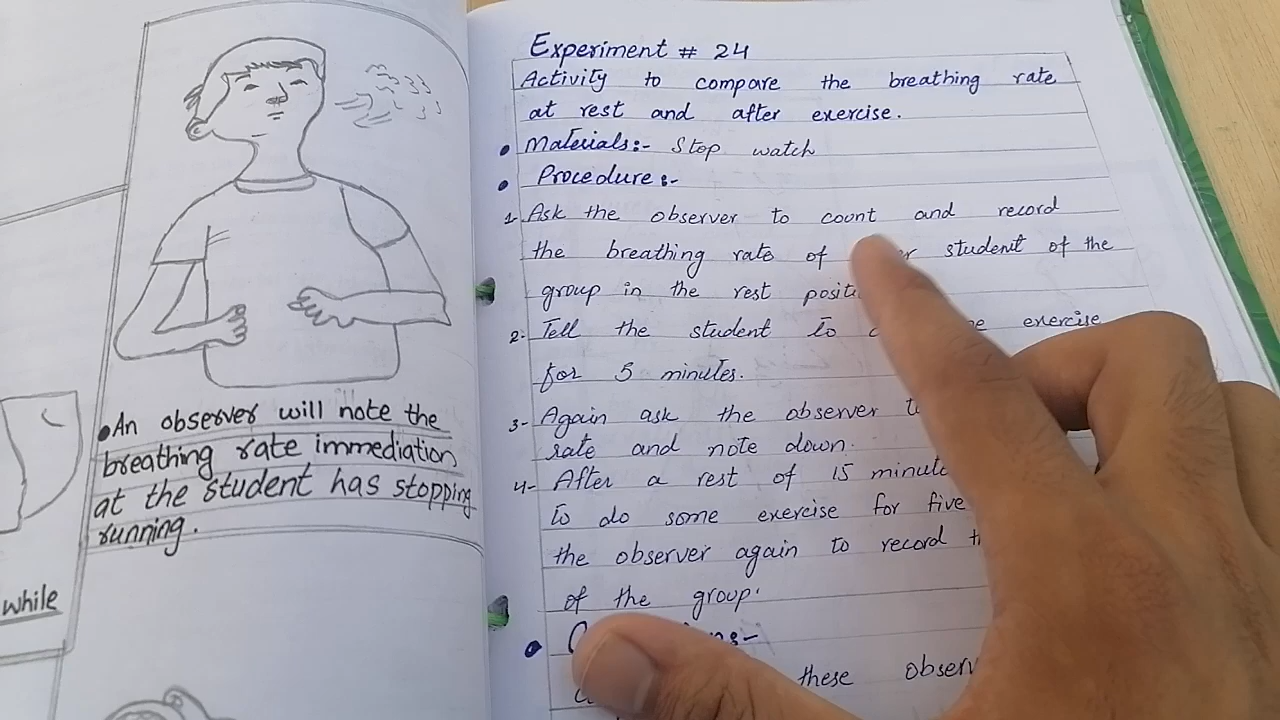 An observer will note the
breathing rate immediation
at the student has stopping
running.
while
Experiment # 24
Activity to compare the breathing rate
at rest and after exercise.
Materials:- Stop watch
Procedure:-
1- Ask the observer to count and record
the breathing rate of student of the
group in the rest
2- Tell the student to exercise
for 5 minutes.
3- Again ask the observer
rate and note down.
4- After a rest of 15
to do some exercise for five
the observer again to record
of the group.
these